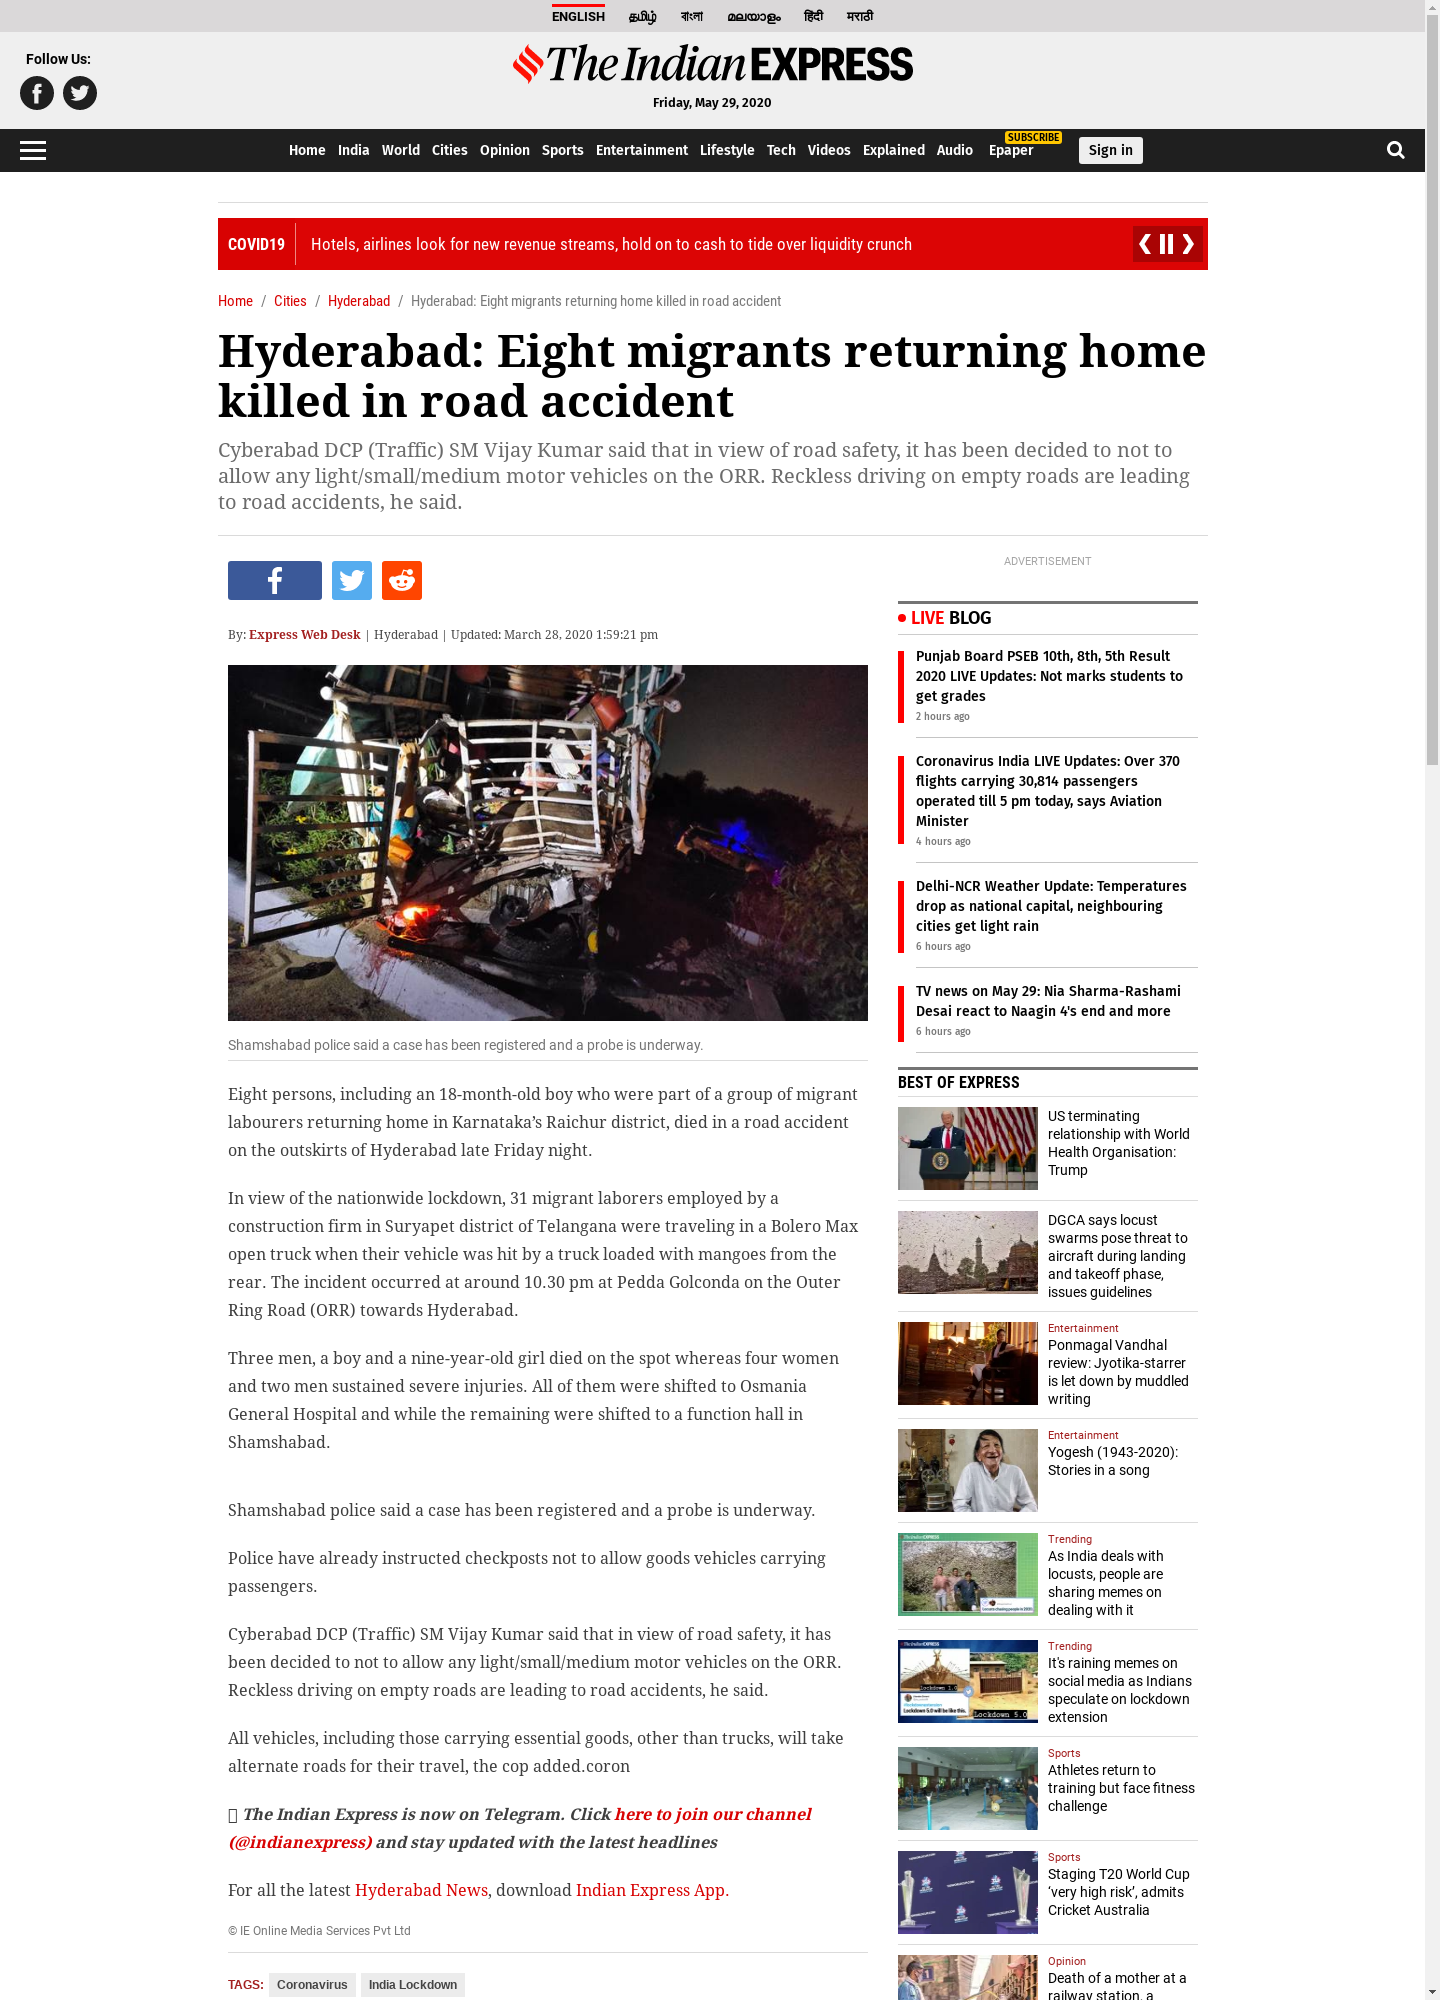 ENGLISH தமிழ் বাংলা മലയാളം हिंदी मराठी
Follow Us:
The Indian EXPRESS
Friday, May 29, 2020
Home India World Cities Opinion Sports Entertainment Lifestyle Tech Videos Explained Audio Epaper SUBSCRIBE Sign in
COVID19 Hotels, airlines look for new revenue streams, hold on to cash to tide over liquidity crunch
Home / Cities / Hyderabad / Hyderabad: Eight migrants returning home killed in road accident
Hyderabad: Eight migrants returning home
killed in road accident
Cyberabad DCP (Traffic) SM Vijay Kumar said that in view of road safety, it has been decided to not to
allow any light/small/medium motor vehicles on the ORR. Reckless driving on empty roads are leading
to road accidents, he said.
By: Express Web Desk | Hyderabad | Updated: March 28, 2020 1:59:21 pm
Shamshabad police said a case has been registered and a probe is underway.
Eight persons, including an 18-month-old boy who were part of a group of migrant
labourers returning home in Karnataka’s Raichur district, died in a road accident
on the outskirts of Hyderabad late Friday night.
In view of the nationwide lockdown, 31 migrant laborers employed by a
construction firm in Suryapet district of Telangana were traveling in a Bolero Max
open truck when their vehicle was hit by a truck loaded with mangoes from the
rear. The incident occurred at around 10.30 pm at Pedda Golconda on the Outer
Ring Road (ORR) towards Hyderabad.
Three men, a boy and a nine-year-old girl died on the spot whereas four women
and two men sustained severe injuries. All of them were shifted to Osmania
General Hospital and while the remaining were shifted to a function hall in
Shamshabad.
Shamshabad police said a case has been registered and a probe is underway.
Police have already instructed checkposts not to allow goods vehicles carrying
passengers.
Cyberabad DCP (Traffic) SM Vijay Kumar said that in view of road safety, it has
been decided to not to allow any light/small/medium motor vehicles on the ORR.
Reckless driving on empty roads are leading to road accidents, he said.
All vehicles, including those carrying essential goods, other than trucks, will take
alternate roads for their travel, the cop added.coron
The Indian Express is now on Telegram. Click here to join our channel
(@indianexpress) and stay updated with the latest headlines
For all the latest Hyderabad News, download Indian Express App.
© IE Online Media Services Pvt Ltd
TAGS: Coronavirus India Lockdown
ADVERTISEMENT
LIVE BLOG
Punjab Board PSEB 10th, 8th, 5th Result
2020 LIVE Updates: Not marks students to
get grades
2 hours ago
Coronavirus India LIVE Updates: Over 370
flights carrying 30,814 passengers
operated till 5 pm today, says Aviation
Minister
4 hours ago
Delhi-NCR Weather Update: Temperatures
drop as national capital, neighbouring
cities get light rain
6 hours ago
TV news on May 29: Nia Sharma-Rashami
Desai react to Naagin 4's end and more
6 hours ago
BEST OF EXPRESS
US terminating
relationship with World
Health Organisation:
Trump
DGCA says locust
swarms pose threat to
aircraft during landing
and takeoff phase,
issues guidelines
Entertainment
Ponmagal Vandhal
review: Jyotika-starrer
is let down by muddled
writing
Entertainment
Yogesh (1943-2020):
Stories in a song
Trending
As India deals with
locusts, people are
sharing memes on
dealing with it
Trending
It's raining memes on
social media as Indians
speculate on lockdown
extension
Lockdown 1.0
Lockdown 5.0 will be like this.
Lockdown 5.0
Sports
Athletes return to
training but face fitness
challenge
Sports
Staging T20 World Cup
‘very high risk’, admits
Cricket Australia
Opinion
Death of a mother at a
railway station, a